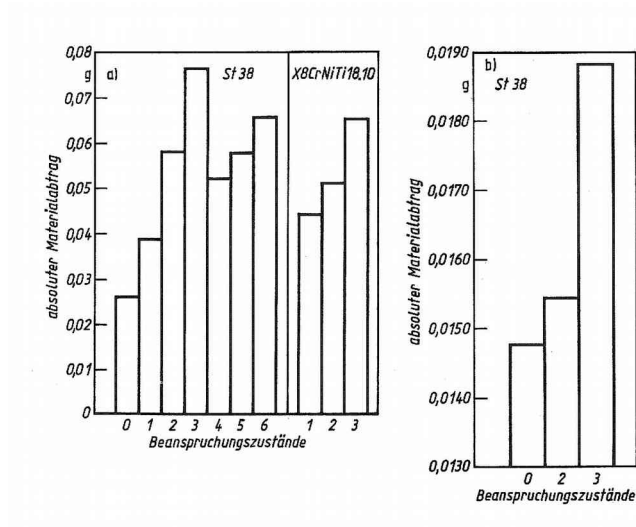 0,08
g a) St 38 X8CrNiTi18.10
0,07
0,06
0,05
0,04
0,03
0,02
0,01
0
absoluter Materialabtrag
0 1 2 3 4 5 6 1 2 3
Beanspruchungszustände
0,0190
b)
g St 38
0,0180
0,0170
0,0160
0,0150
0,0140
0,0130
absoluter Materialabtrag
0 2 3
Beanspruchungszustände